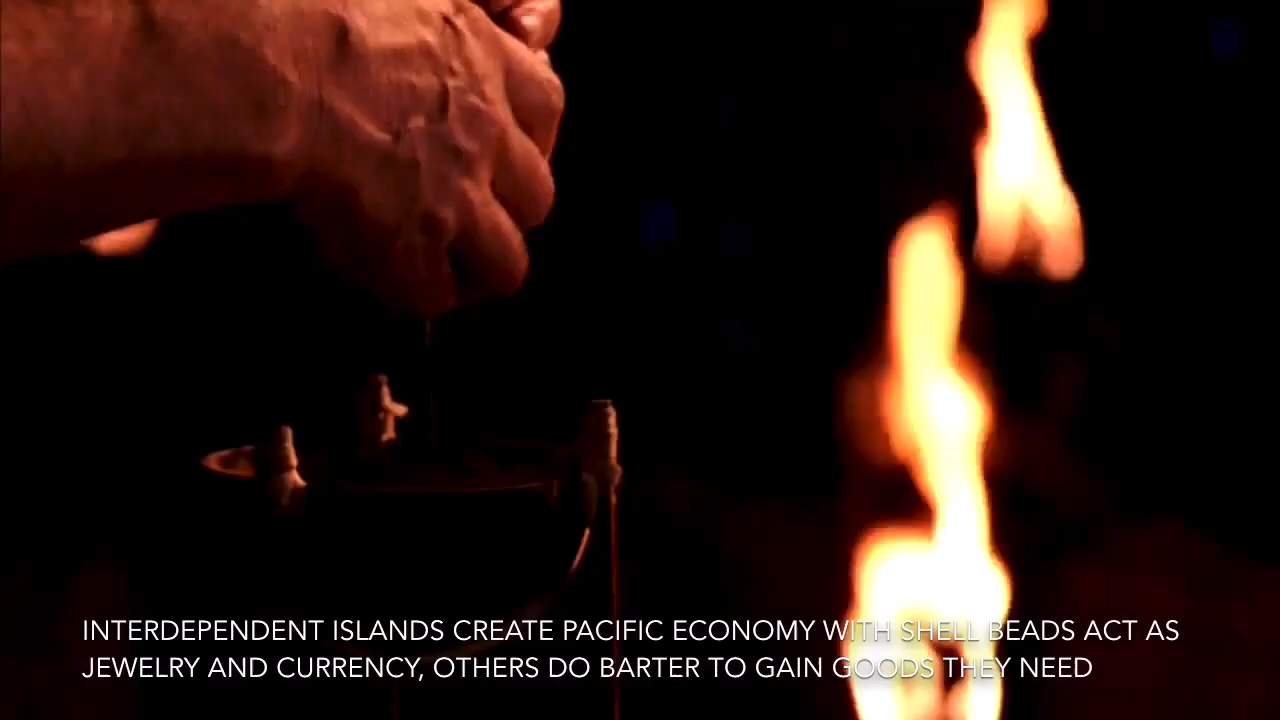 INTERDEPENDENT ISLANDS CREATE PACIFIC ECONOMY WITH SHELL BEADS ACT AS
JEWELRY AND CURRENCY, OTHERS DO BARTER TO GAIN GOODS THEY NEED